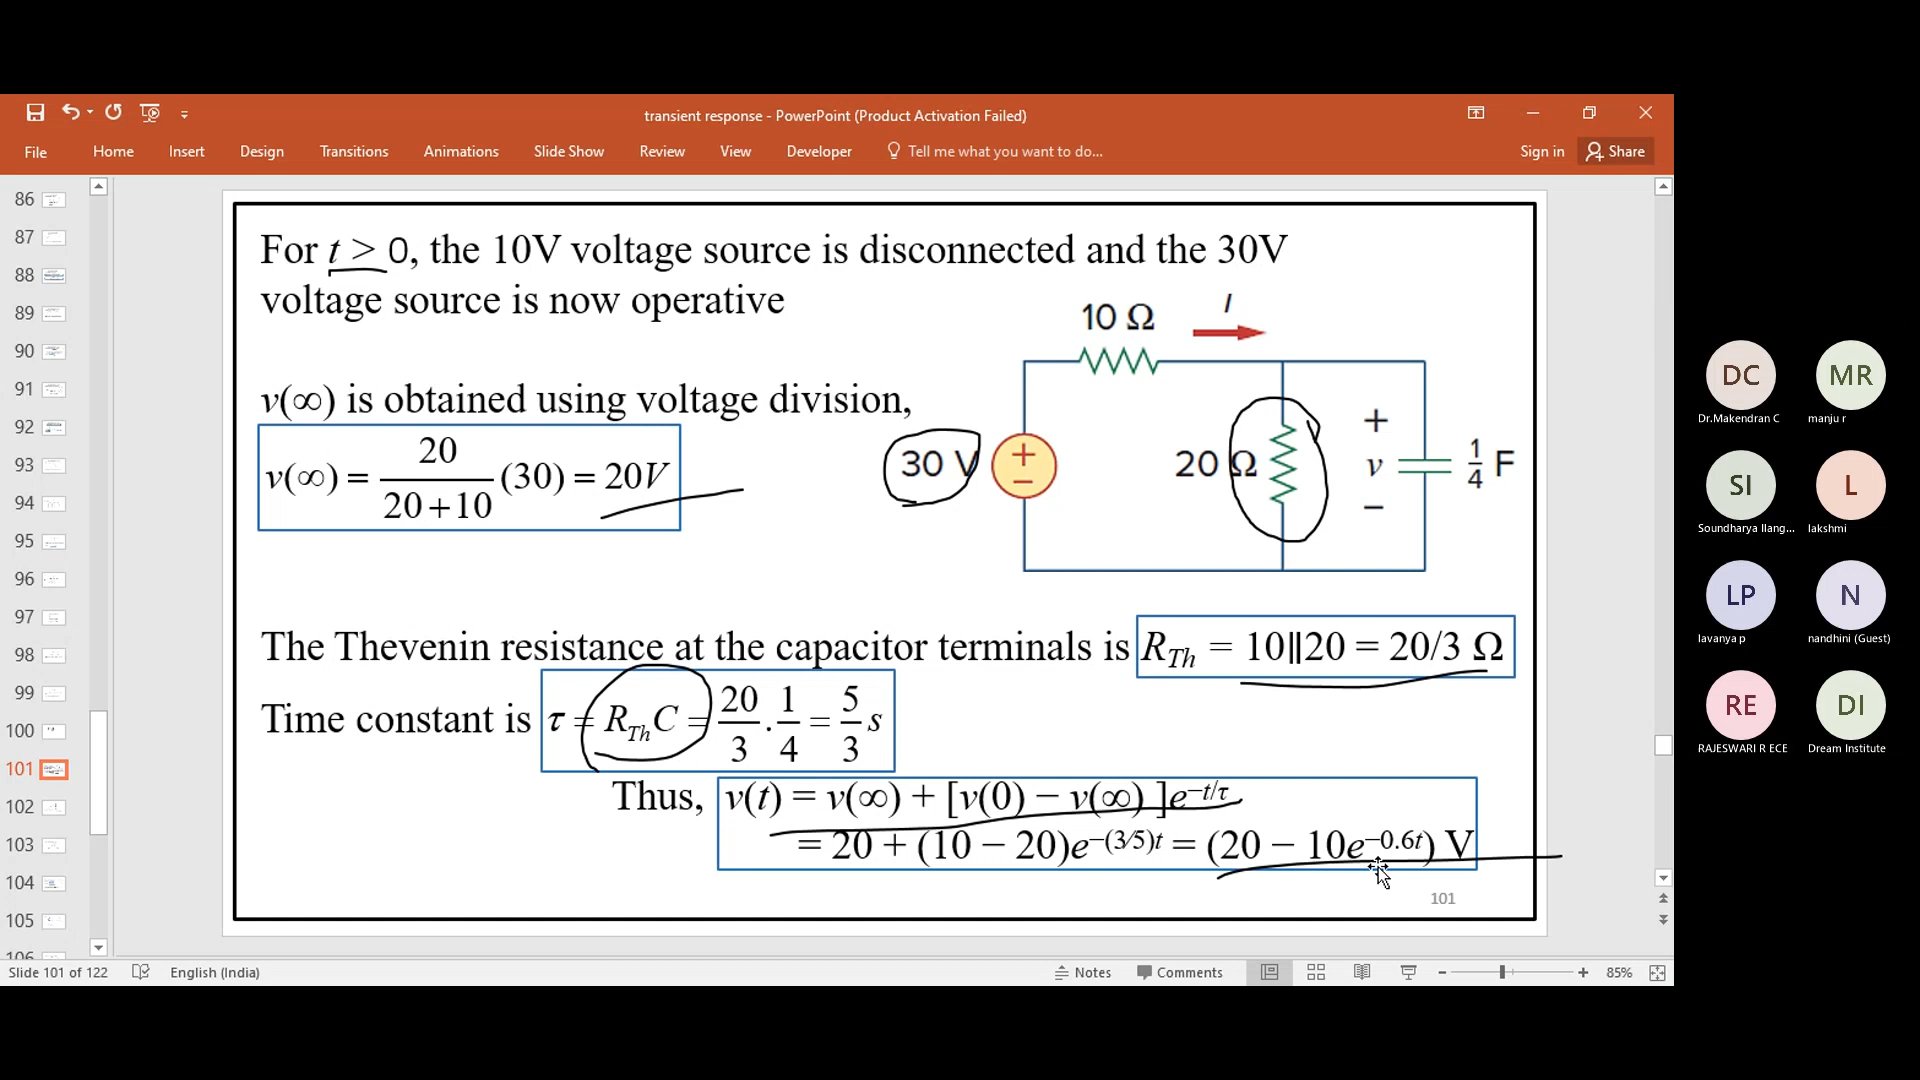 transient response - PowerPoint (Product Activation Failed)
File Home Insert Design Transitions Animations Slide Show Review View Developer Tell me what you want to do... Sign in Share
86
87
88
89
90
91
92
93
94
95
96
97
98
99
100
101
102
103
104
105
106
For t > 0, the 10V voltage source is disconnected and the 30V
voltage source is now operative
v(∞) is obtained using voltage division,
v(∞) = 20/(20+10) (30) = 20V
10 Ω
I
30 V
+
−
20 Ω
+
v
−
1/4 F
The Thevenin resistance at the capacitor terminals is R_Th = 10||20 = 20/3 Ω
Time constant is τ = R_Th C = 20/3 . 1/4 = 5/3 s
Thus, v(t) = v(∞) + [v(0) − v(∞) ]e^−t/τ
= 20 + (10 − 20)e^−(3/5)t = (20 − 10e^−0.6t) V
101
Slide 101 of 122 English (India) Notes Comments 85%
DC
Dr.Makendran C
MR
manju r
SI
Soundharya Ilang...
L
lakshmi
LP
lavanya p
N
nandhini (Guest)
RE
RAJESWARI R ECE
DI
Dream Institute